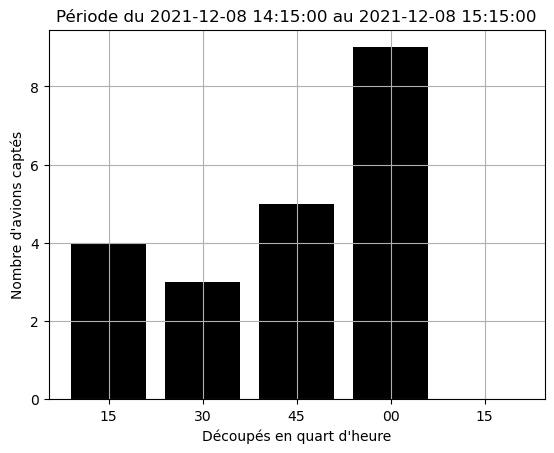 Période du 2021-12-08 14:15:00 au 2021-12-08 15:15:00
8
6
4
2
0
Nombre d'avions captés
15 30 45 00 15
Découpés en quart d'heure